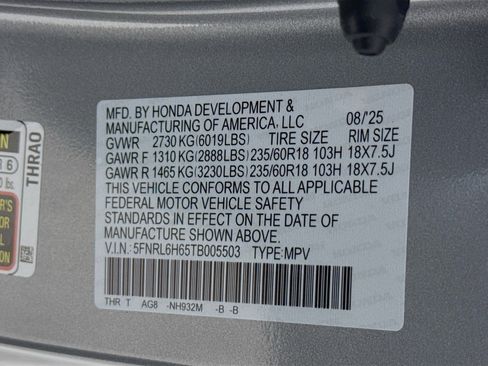 MFD. BY HONDA DEVELOPMENT &
MANUFACTURING OF AMERICA, LLC 08/'25
GVWR 2730 KG(6019LBS) TIRE SIZE RIM SIZE
GAWR F 1310 KG(2888LBS) 235/60R18 103H 18X7.5J
GAWR R 1465 KG(3230LBS) 235/60R18 103H 18X7.5J
THIS VEHICLE CONFORMS TO ALL APPLICABLE
FEDERAL MOTOR VEHICLE SAFETY
STANDARDS IN EFFECT ON THE DATE OF
MANUFACTURE SHOWN ABOVE.
V.I.N.: 5FNRL6H65TB005503 TYPE: MPV
THR T AG8 -NH932M -B -B
THRA0